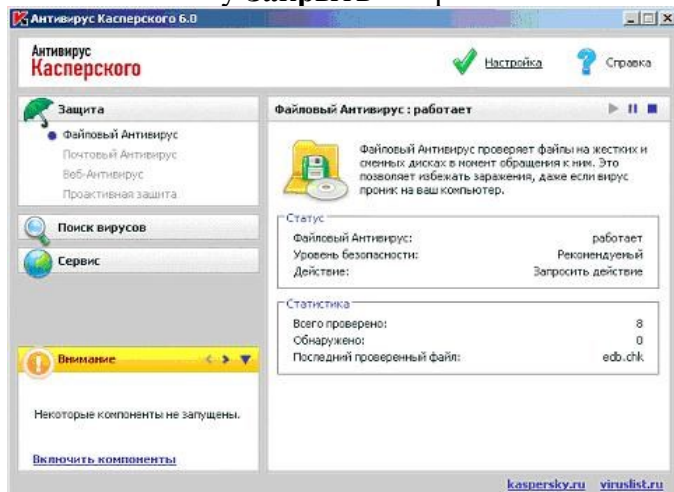 Антивирус Касперского 6.0
Антивирус
Касперского
Настройка
Справка
Защита
Файловый Антивирус
Почтовый Антивирус
Веб-Антивирус
Проактивная защита
Поиск вирусов
Сервис
Внимание
Некоторые компоненты не запущены.
Включить компоненты
Файловый Антивирус : работает
Файловый Антивирус проверяет файлы на жестких и
сменных дисках в момент обращения к ним. Это
позволяет избежать заражения, даже если вирус
проник на ваш компьютер.
Статус
Файловый Антивирус: работает
Уровень безопасности: Рекомендуемый
Действие: Запросить действие
Статистика
Всего проверено: 8
Обнаружено: 0
Последний проверенный файл: edb.chk
kaspersky.ru viruslist.ru